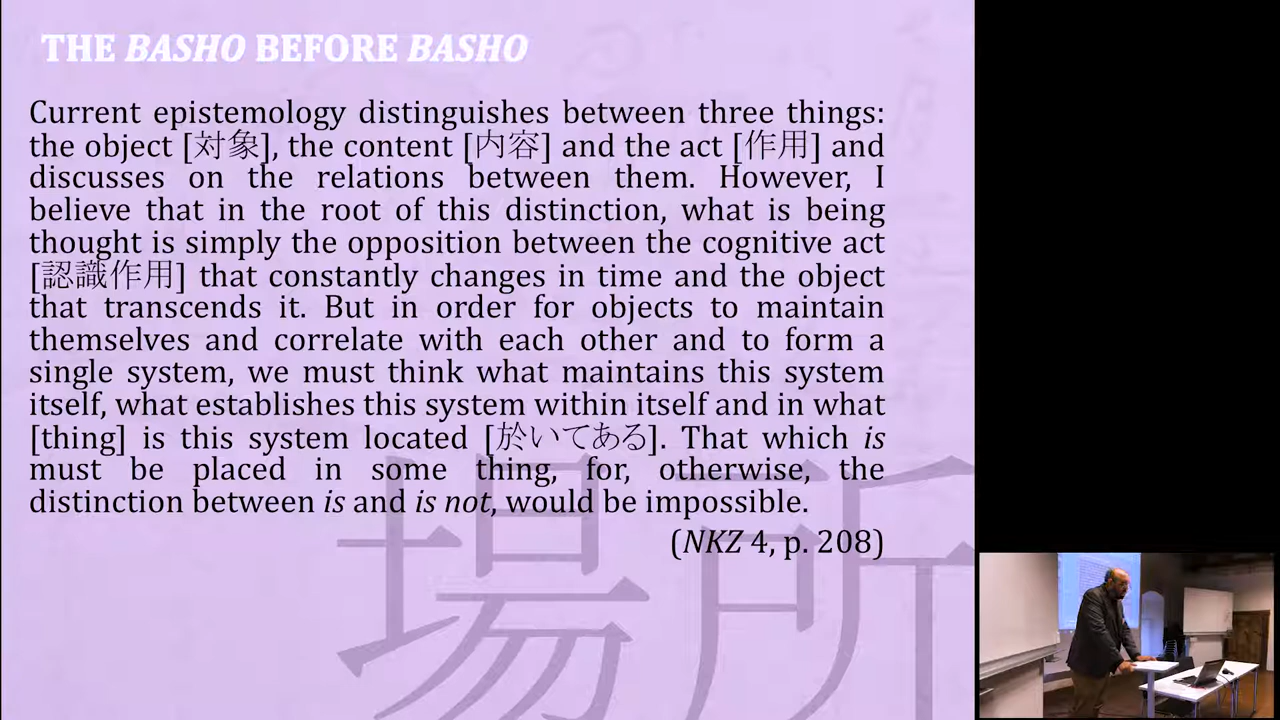 THE BASHO BEFORE BASHO
Current epistemology distinguishes between three things:
the object [対象], the content [内容] and the act [作用] and
discusses on the relations between them. However, I
believe that in the root of this distinction, what is being
thought is simply the opposition between the cognitive act
[認識作用] that constantly changes in time and the object
that transcends it. But in order for objects to maintain
themselves and correlate with each other and to form a
single system, we must think what maintains this system
itself, what establishes this system within itself and in what
[thing] is this system located [於いてある]. That which is
must be placed in some thing, for, otherwise, the
distinction between is and is not, would be impossible.
(NKZ 4, p. 208)
場所